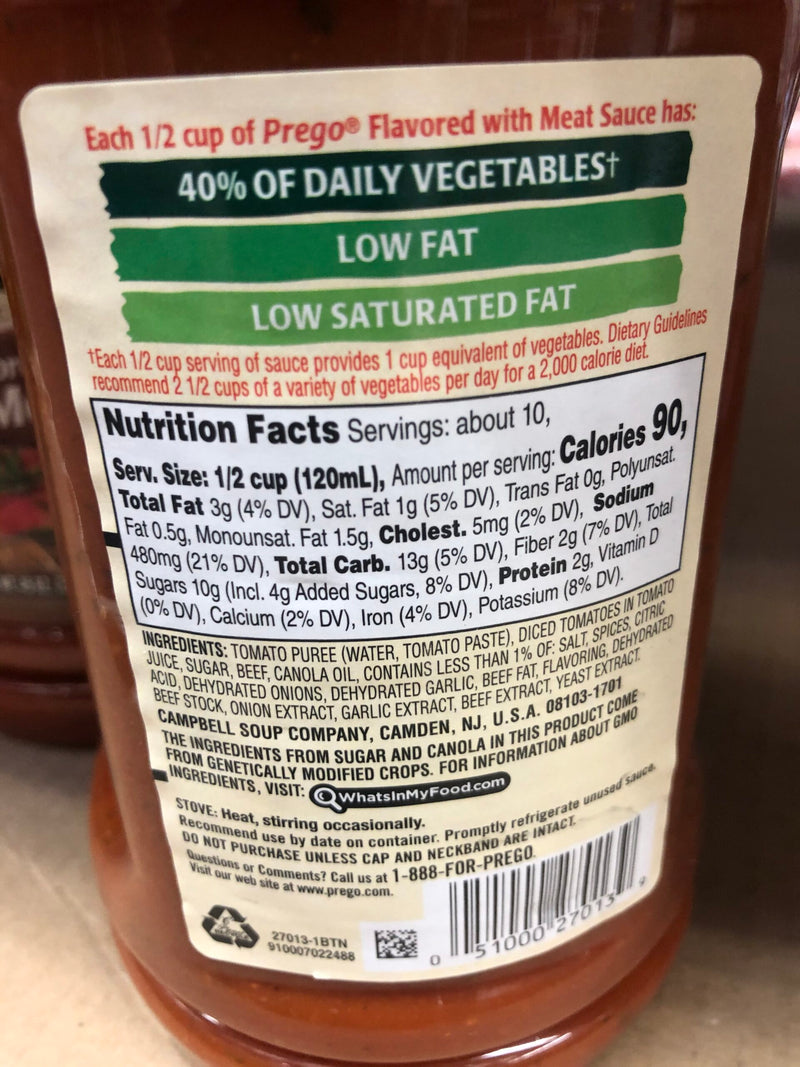 Each 1/2 cup of Prego® Flavored with Meat Sauce has:
40% OF DAILY VEGETABLES†
LOW FAT
LOW SATURATED FAT
†Each 1/2 cup serving of sauce provides 1 cup equivalent of vegetables. Dietary Guidelines
recommend 2 1/2 cups of a variety of vegetables per day for a 2,000 calorie diet.
Nutrition Facts Servings: about 10,
Serv. Size: 1/2 cup (120mL), Amount per serving: Calories 90,
Total Fat 3g (4% DV), Sat. Fat 1g (5% DV), Trans Fat 0g, Polyunsat.
Fat 0.5g, Monounsat. Fat 1.5g, Cholest. 5mg (2% DV), Sodium
480mg (21% DV), Total Carb. 13g (5% DV), Fiber 2g (7% DV), Total
Sugars 10g (Incl. 4g Added Sugars, 8% DV), Protein 2g, Vitamin D
(0% DV), Calcium (2% DV), Iron (4% DV), Potassium (8% DV).
INGREDIENTS: TOMATO PUREE (WATER, TOMATO PASTE), DICED TOMATOES IN TOMATO
JUICE, SUGAR, BEEF, CANOLA OIL, CONTAINS LESS THAN 1% OF: SALT, SPICES, CITRIC
ACID, DEHYDRATED ONIONS, DEHYDRATED GARLIC, BEEF FAT, FLAVORING, DEHYDRATED
BEEF STOCK, ONION EXTRACT, GARLIC EXTRACT, BEEF EXTRACT, YEAST EXTRACT.
CAMPBELL SOUP COMPANY, CAMDEN, NJ, U.S.A. 08103-1701
THE INGREDIENTS FROM SUGAR AND CANOLA IN THIS PRODUCT COME
FROM GENETICALLY MODIFIED CROPS. FOR INFORMATION ABOUT GMO
INGREDIENTS, VISIT: WhatsInMyFood.com
STOVE: Heat, stirring occasionally.
Recommend use by date on container. Promptly refrigerate unused sauce.
DO NOT PURCHASE UNLESS CAP AND NECKBAND ARE INTACT.
Questions or Comments? Call us at 1-888-FOR-PREGO.
Visit our web site at www.prego.com.
27013-1BTN
910007022488
0 51000 27013 9